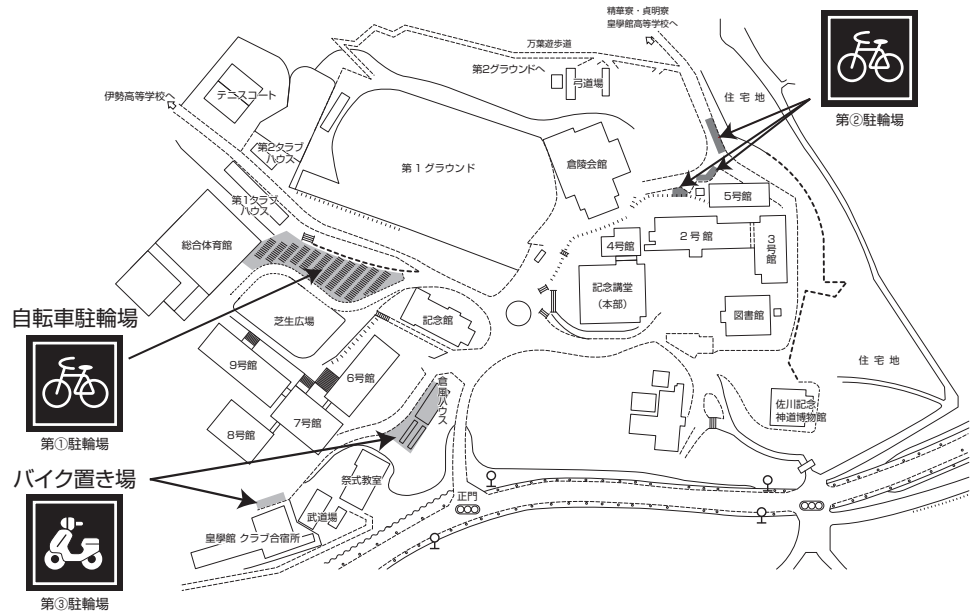 精華寮・貞明寮
皇學館高等学校へ
万葉遊歩道
第2グラウンドへ
弓道場
住宅地
第②駐輪場
伊勢高等学校へ
テニスコート
第2クラブ
ハウス
第1グラウンド
倉陵会館
第1クラブ
ハウス
5号館
総合体育館
2号館
3号館
4号館
記念講堂
(本部)
自転車駐輪場
芝生広場
記念館
図書館
住宅地
9号館
6号館
倉風ハウス
佐川記念
神道博物館
7号館
8号館
第①駐輪場
バイク置き場
祭式教室
正門
武道場
皇學館 クラブ合宿所
第③駐輪場